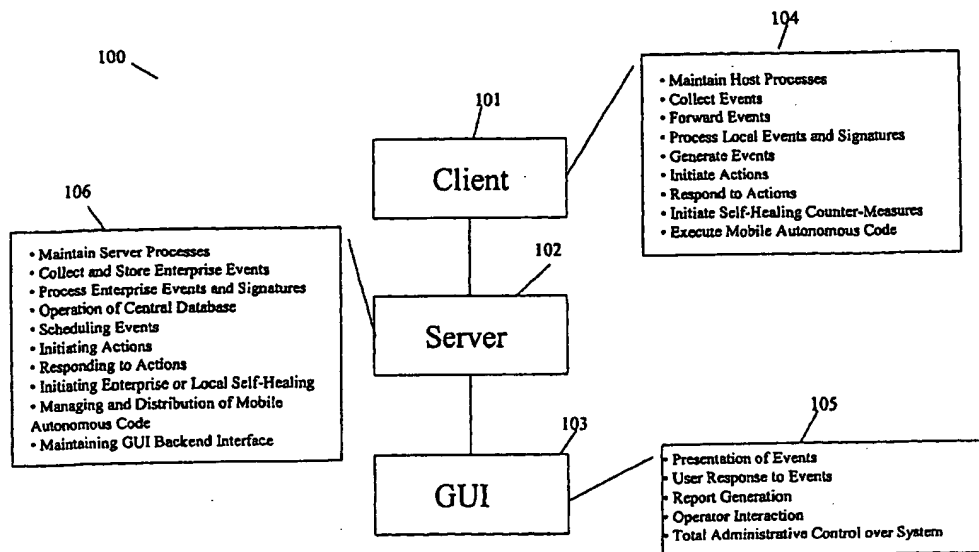 100
104
• Maintain Host Processes
• Collect Events
• Forward Events
• Process Local Events and Signatures
• Generate Events
• Initiate Actions
• Respond to Actions
• Initiate Self-Healing Counter-Measures
• Execute Mobile Autonomous Code
101
Client
106
• Maintain Server Processes
• Collect and Store Enterprise Events
• Process Enterprise Events and Signatures
• Operation of Central Database
• Scheduling Events
• Initiating Actions
• Responding to Actions
• Initiating Enterprise or Local Self-Healing
• Managing and Distribution of Mobile
Autonomous Code
• Maintaining GUI Backend Interface
102
Server
103
GUI
105
• Presentation of Events
• User Response to Events
• Report Generation
• Operator Interaction
• Total Administrative Control over System